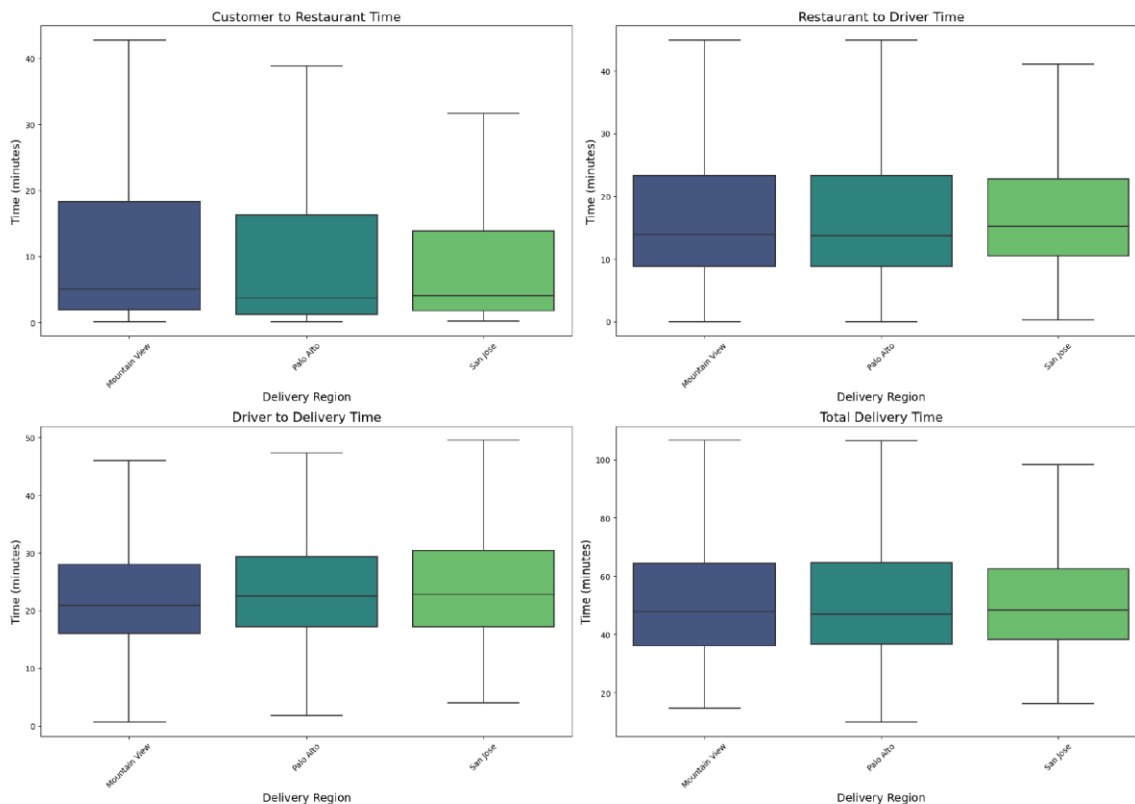 Customer to Restaurant Time
Time (minutes)
40
30
20
10
0
Mountain View
Palo Alto
San Jose
Delivery Region
Restaurant to Driver Time
Time (minutes)
40
30
20
10
0
Mountain View
Palo Alto
San Jose
Delivery Region
Driver to Delivery Time
Time (minutes)
50
40
30
20
10
0
Mountain View
Palo Alto
San Jose
Delivery Region
Total Delivery Time
Time (minutes)
100
80
60
40
20
Mountain View
Palo Alto
San Jose
Delivery Region